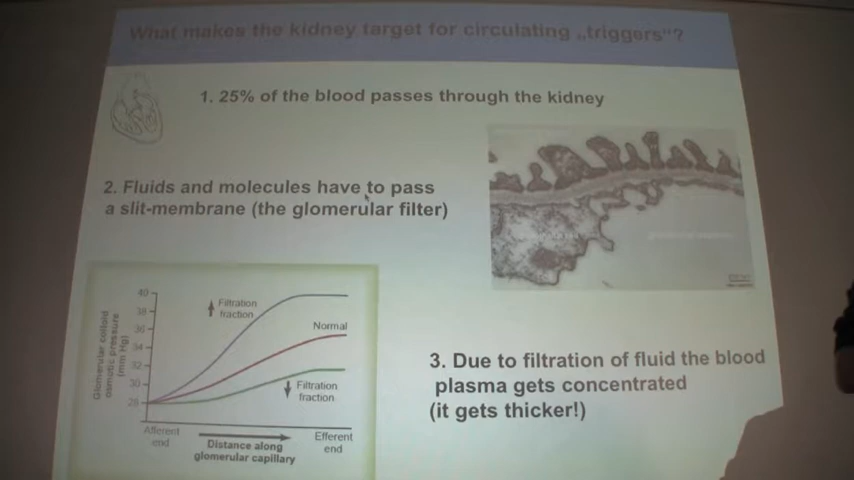 What makes the kidney target for circulating „triggers"?
1. 25% of the blood passes through the kidney
2. Fluids and molecules have to pass
a slit-membrane (the glomerular filter)
Glomerular colloid
osmotic pressure
(mm Hg)
40
38
36
34
32
30
28
Filtration
fraction
Normal
Filtration
fraction
Afferent
end
Distance along
glomerular capillary
Efferent
end
3. Due to filtration of fluid the blood
plasma gets concentrated
(it gets thicker!)